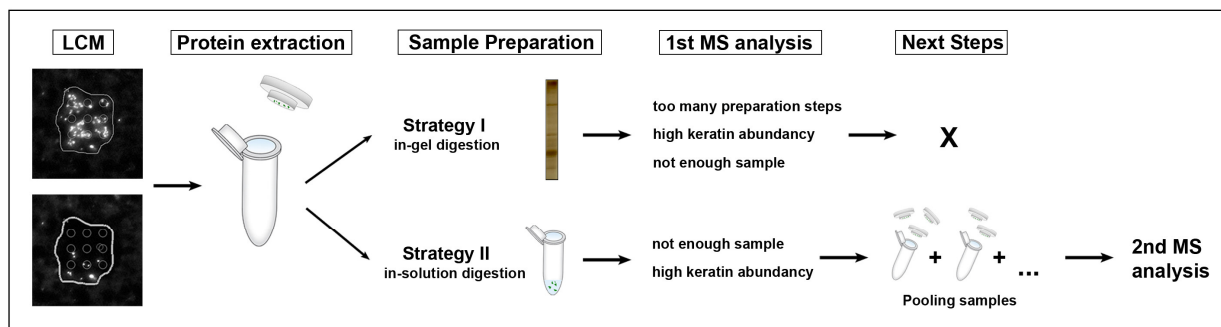 LCM
Protein extraction
Sample Preparation
1st MS analysis
Next Steps
Strategy I
in-gel digestion
too many preparation steps
high keratin abundancy
not enough sample
X
Strategy II
in-solution digestion
not enough sample
high keratin abundancy
+ + ...
Pooling samples
2nd MS
analysis